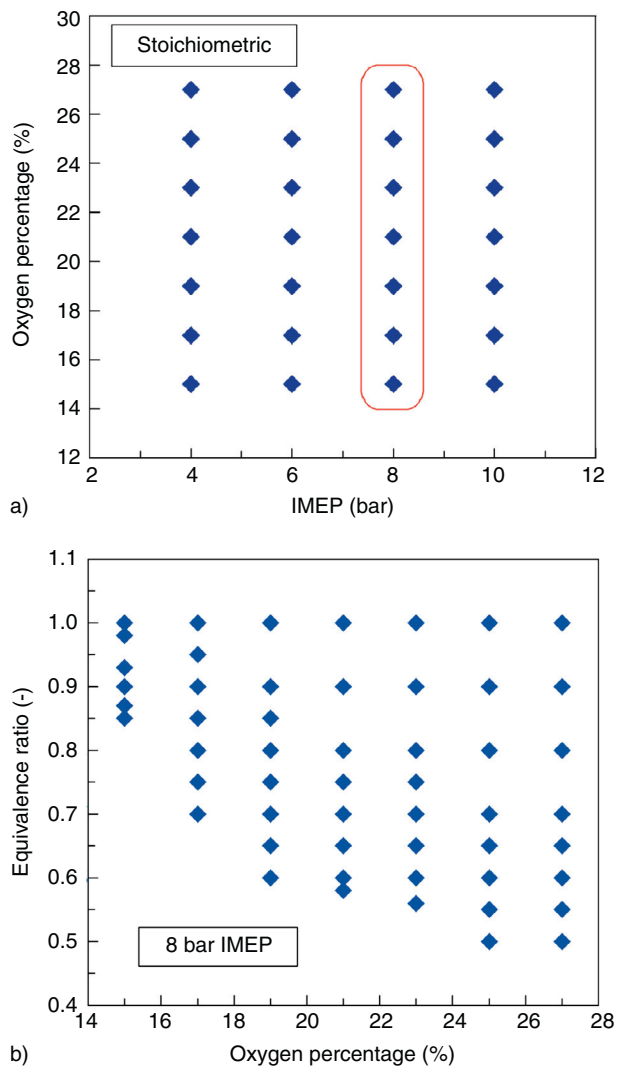 30
Stoichiometric
28
26
24
22
20
18
16
14
12
Oxygen percentage (%)
2 4 6 8 10 12
a) IMEP (bar)
1.1
1.0
0.9
0.8
0.7
0.6
0.5
0.4
Equivalence ratio (-)
8 bar IMEP
14 16 18 20 22 24 26 28
b) Oxygen percentage (%)